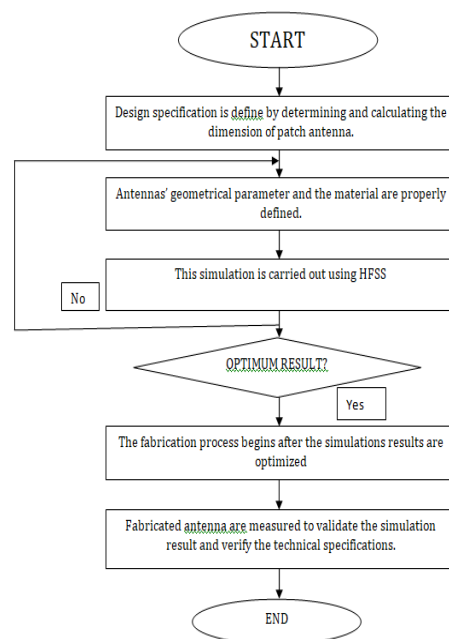 START
Design specification is define by determining and calculating the
dimension of patch antenna.
Antennas' geometrical parameter and the material are properly
defined.
This simulation is carried out using HFSS
No
OPTIMUM RESULT?
Yes
The fabrication process begins after the simulations results are
optimized
Fabricated antenna are measured to validate the simulation
result and verify the technical specifications.
END